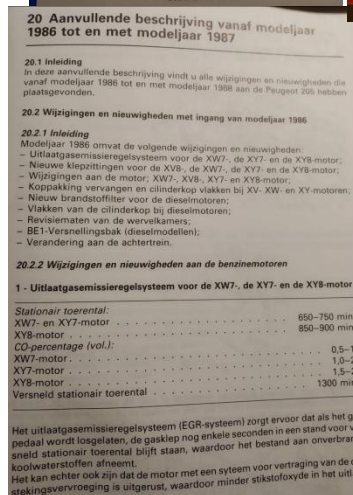 20 Aanvullende beschrijving vanaf modeljaar
1986 tot en met modeljaar 1987
20.1 Inleiding
In deze aanvullende beschrijving vindt u alle wijzigingen en nieuwigheden die
vanaf modeljaar 1986 tot en met modeljaar 1988 aan de Peugeot 205 hebben
plaatsgevonden.
20.2 Wijzigingen en nieuwigheden met ingang van modeljaar 1986
20.2.1 Inleiding
Modeljaar 1986 omvat de volgende wijzigingen en nieuwigheden:
– Uitlaatgasemissieregelsysteem voor de XW7-, de XY7- en de XY8-motor;
– Nieuwe klepzittingen voor de XV8-, de XW7-, de XY7- en de XY8-motor;
– Wijzigingen aan de motor; XW7-, XV8-, XY7- en XY8-motor;
– Koppakking vervangen en cilinderkop vlakken bij XV- XW- en XY-motoren;
– Nieuw brandstoffilter voor de dieselmotoren;
– Vlakken van de cilinderkop bij dieselmotoren;
– Revisiematen van de wervelkamers;
– BE1-Versnellingsbak (dieselmodellen);
– Verandering aan de achtertrein.
20.2.2 Wijzigingen en nieuwigheden aan de benzinemotoren
1 - Uitlaatgasemissieregelsysteem voor de XW7-, de XY7- en de XY8-motor
Stationair toerental:
XW7- en XY7-motor . . . . . . . . . . . . . . . . . . 650-750 min
XY8-motor . . . . . . . . . . . . . . . . . . . . . . 850-900 min
CO-percentage (vol.):
XW7-motor . . . . . . . . . . . . . . . . . . . . . . 0,5-
XY7-motor . . . . . . . . . . . . . . . . . . . . . . 1,0-
XY8-motor . . . . . . . . . . . . . . . . . . . . . . 1,5-
Versneld stationair toerental . . . . . . . . . . . . 1300 min
Het uitlaatgasemissieregelsysteem (EGR-systeem) zorgt ervoor dat als het g
pedaal wordt losgelaten, de gasklep nog enkele seconden in een stand voor v
sneld stationair toerental blijft staan, waardoor het bestand aan onverbran
koolwaterstoffen afneemt.
Het kan echter ook zijn dat de motor met een syteem voor vertraging van de
stekingsvervroeging is uitgerust, waardoor minder stikstofoxyde in het uitl